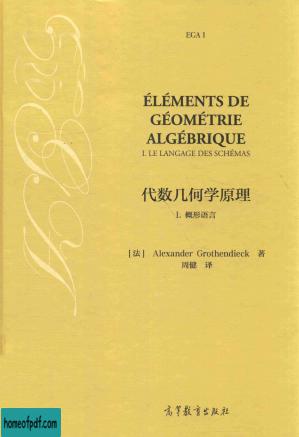 EGA I
ÉLÉMENTS DE
GÉOMÉTRIE
ALGÉBRIQUE
I. LE LANGAGE DES SCHÉMAS
代数几何学原理
I. 概形语言
[法] Alexander Grothendieck 著
周健 译
homeofpdf.com
高等教育出版社